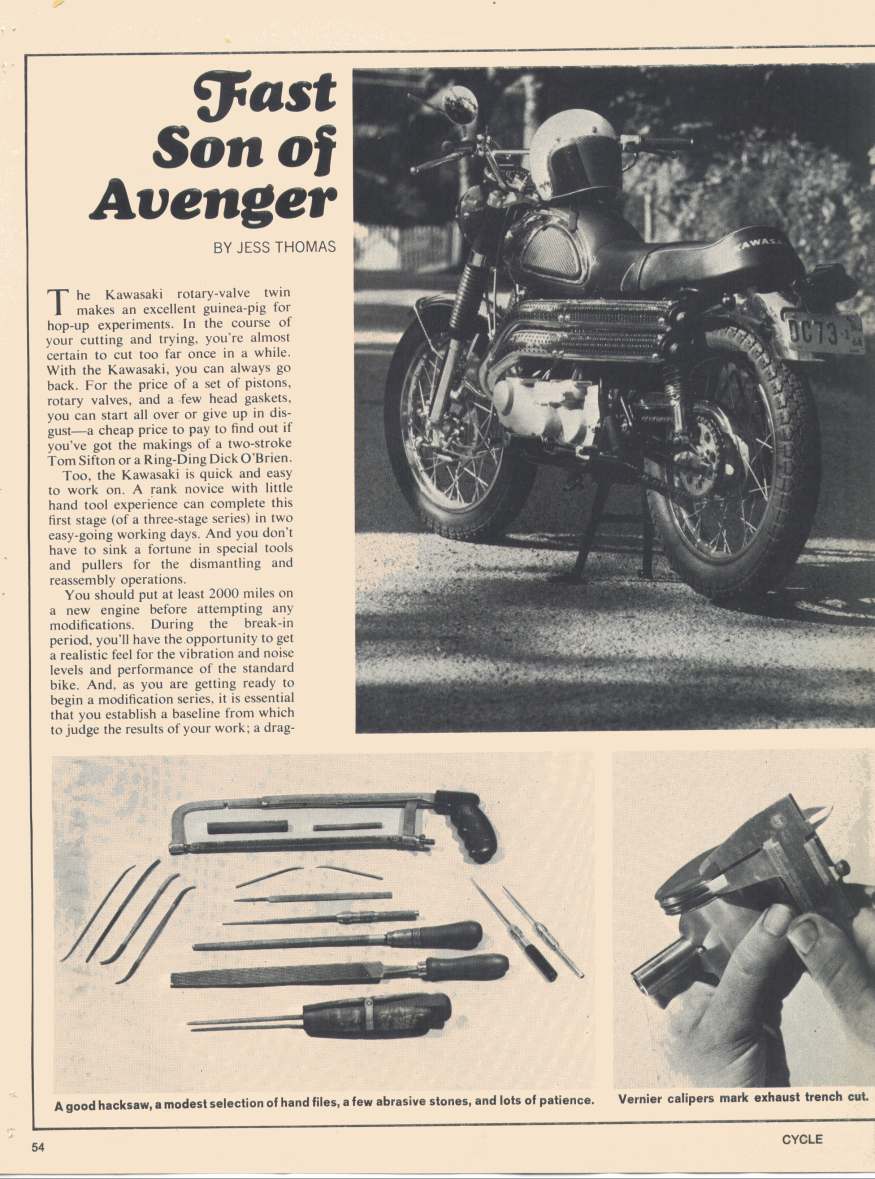 Fast
Son of
Avenger
BY JESS THOMAS
The Kawasaki rotary-valve twin
makes an excellent guinea-pig for
hop-up experiments. In the course of
your cutting and trying, you're almost
certain to cut too far once in a while.
With the Kawasaki, you can always go
back. For the price of a set of pistons,
rotary valves, and a few head gaskets,
you can start all over or give up in dis-
gust—a cheap price to pay to find out if
you've got the makings of a two-stroke
Tom Sifton or a Ring-Ding Dick O'Brien.
Too, the Kawasaki is quick and easy
to work on. A rank novice with little
hand tool experience can complete this
first stage (of a three-stage series) in two
easy-going working days. And you don't
have to sink a fortune in special tools
and pullers for the dismantling and
reassembly operations.
You should put at least 2000 miles on
a new engine before attempting any
modifications. During the break-in
period, you'll have the opportunity to get
a realistic feel for the vibration and noise
levels and performance of the standard
bike. And, as you are getting ready to
begin a modification series, it is essential
that you establish a baseline from which
to judge the results of your work; a drag-
KAWASA
DC73
A good hacksaw, a modest selection of hand files, a few abrasive stones, and lots of patience.
Vernier calipers mark exhaust trench cut.
54
CYCLE